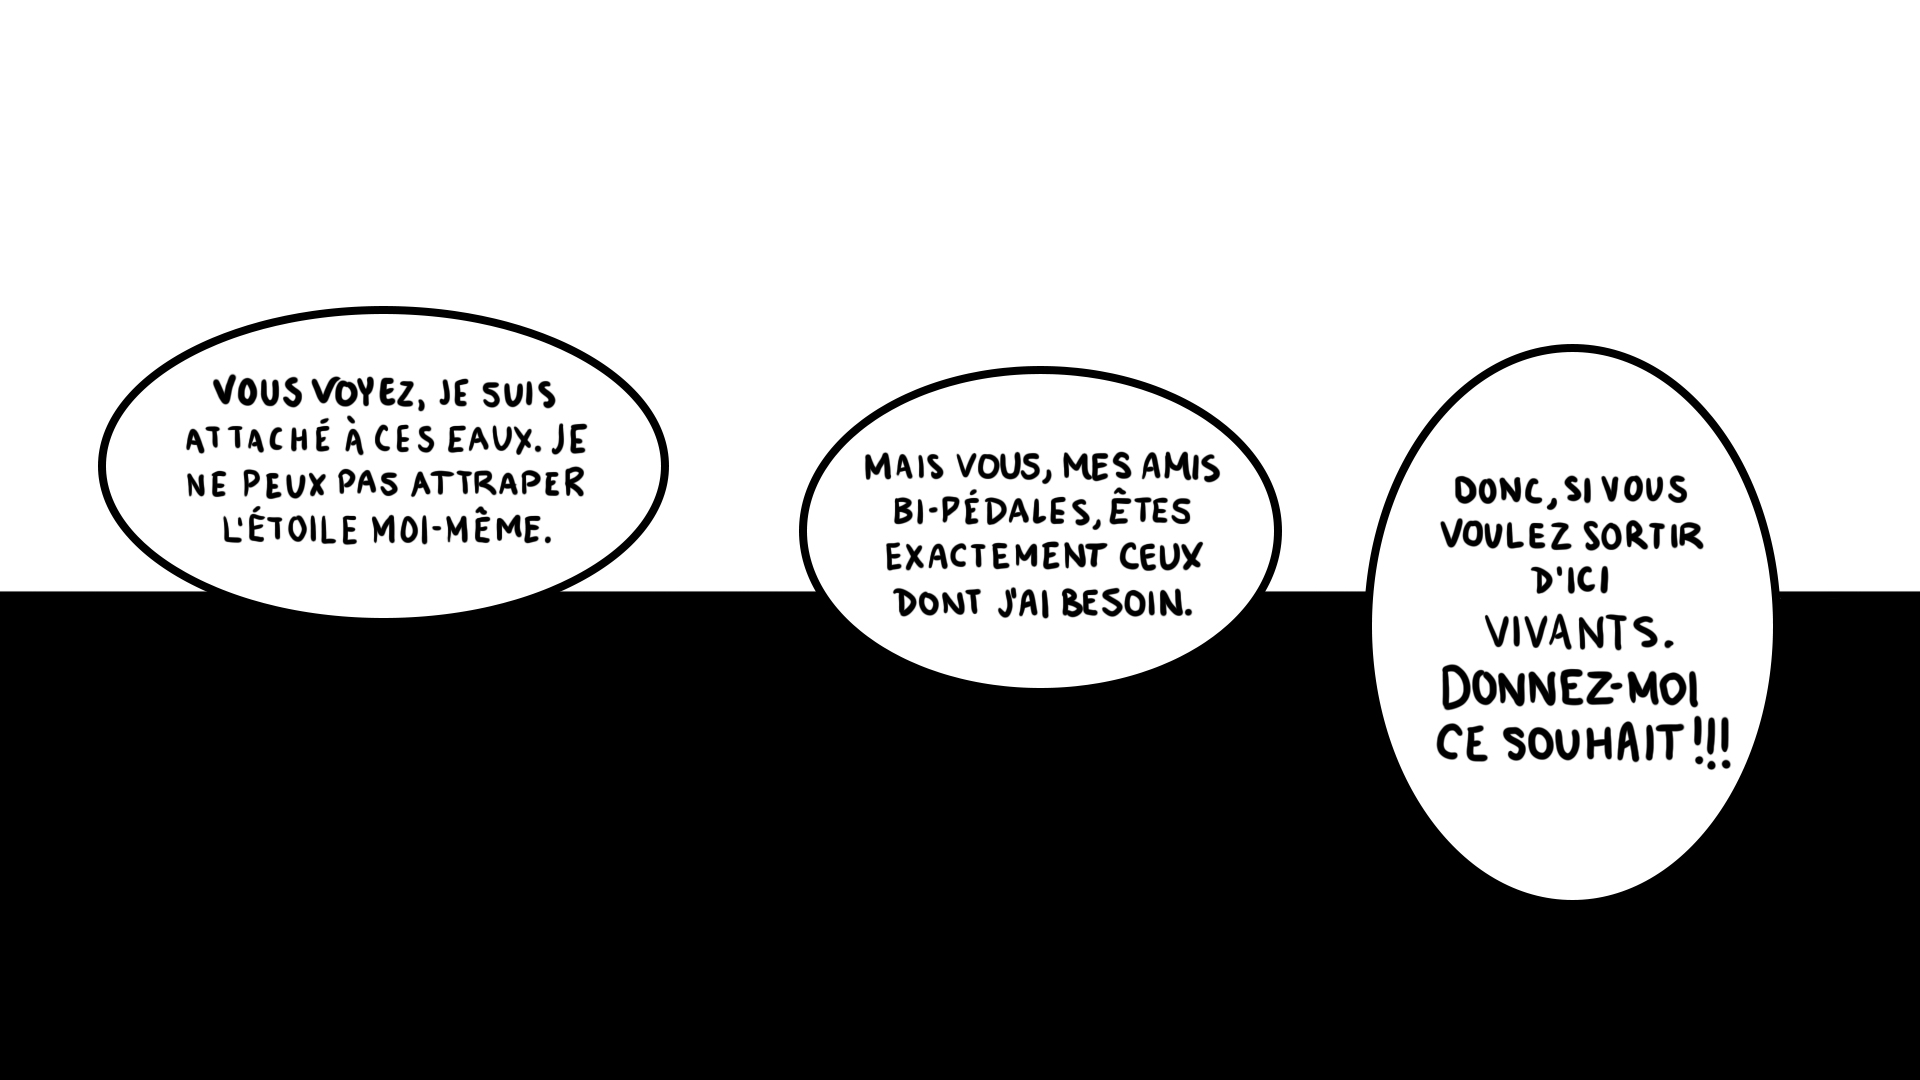 VOUS VOYEZ, JE SUIS
ATTACHÉ À CES EAUX. JE
NE PEUX PAS ATTRAPER
L'ÉTOILE MOI-MÊME.
MAIS VOUS, MES AMIS
BI-PÉDALES, ÊTES
EXACTEMENT CEUX
DONT J'AI BESOIN.
DONC, SI VOUS
VOULEZ SORTIR
D'ICI
VIVANTS.
DONNEZ-MOI
CE SOUHAIT!!!